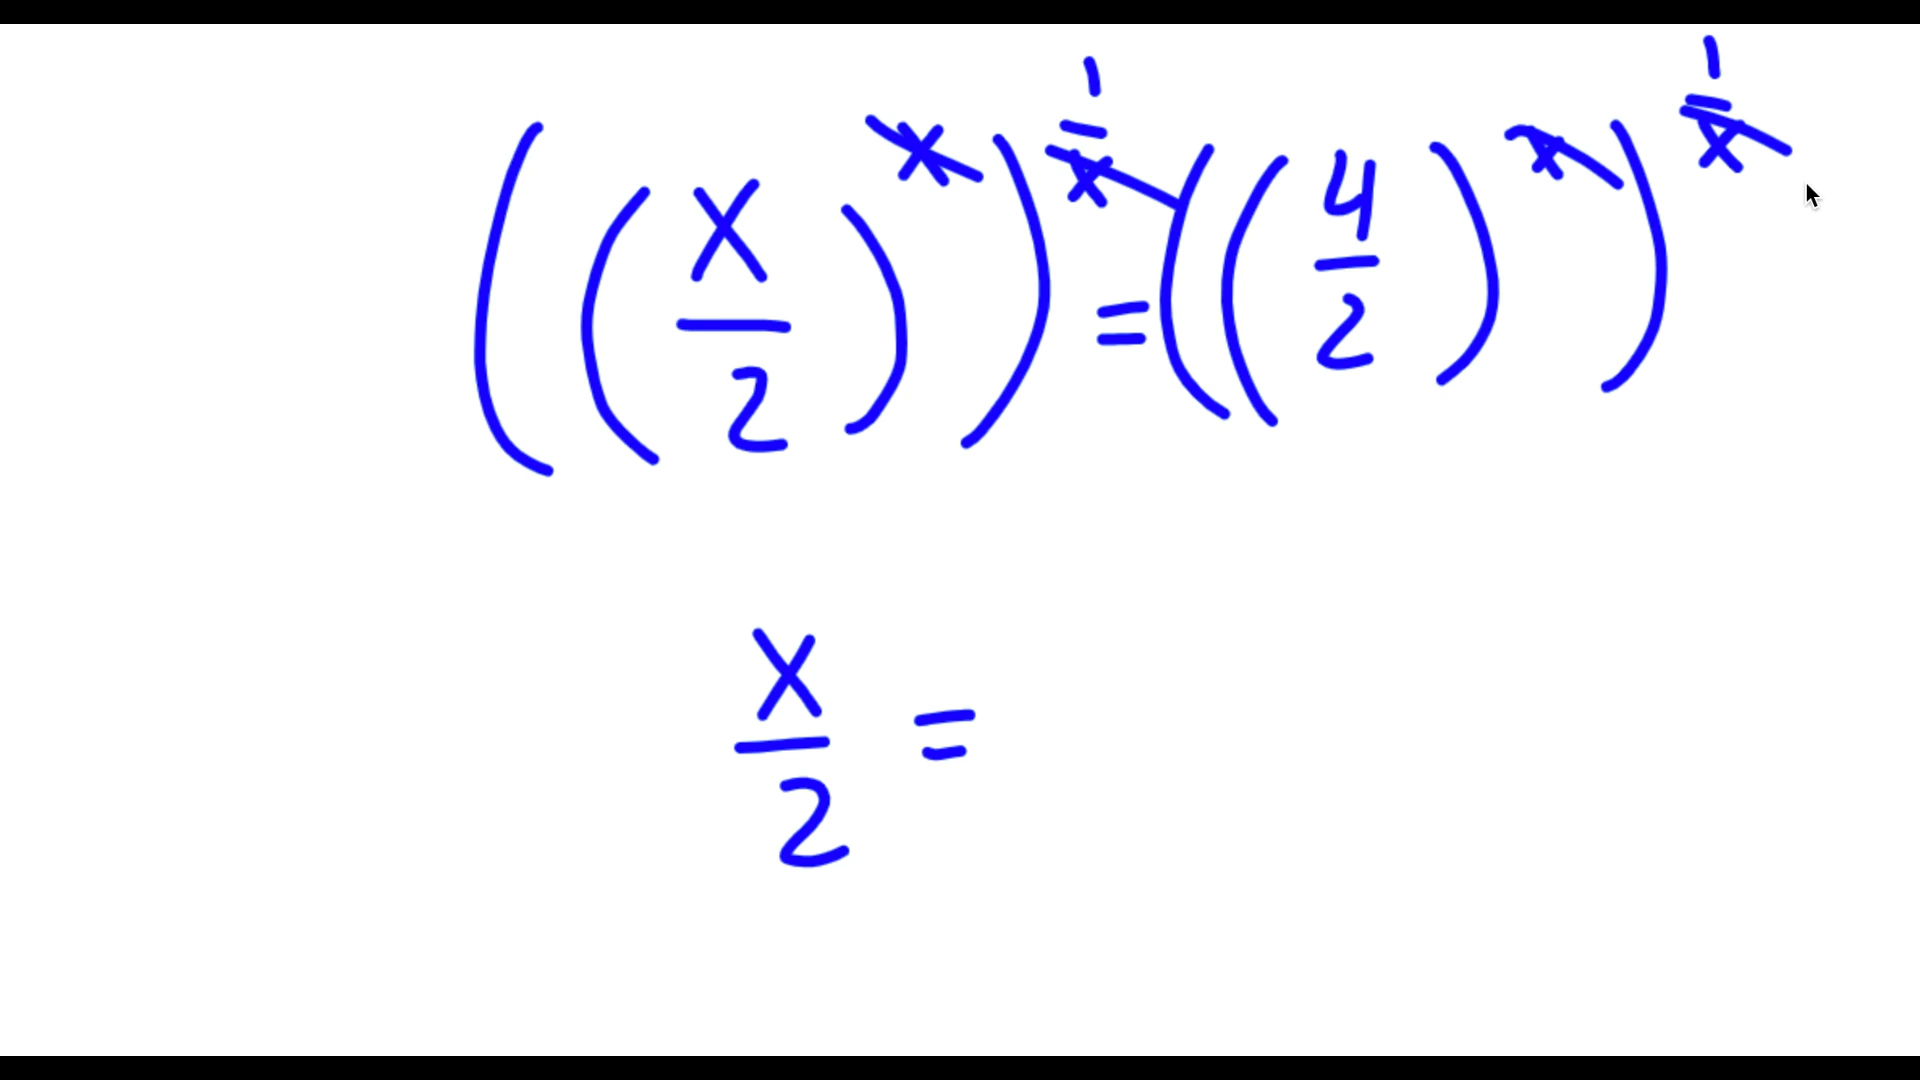 ((x/2)^x)^(1/x) = ((4/2)^x)^(1/x)
x/2 =